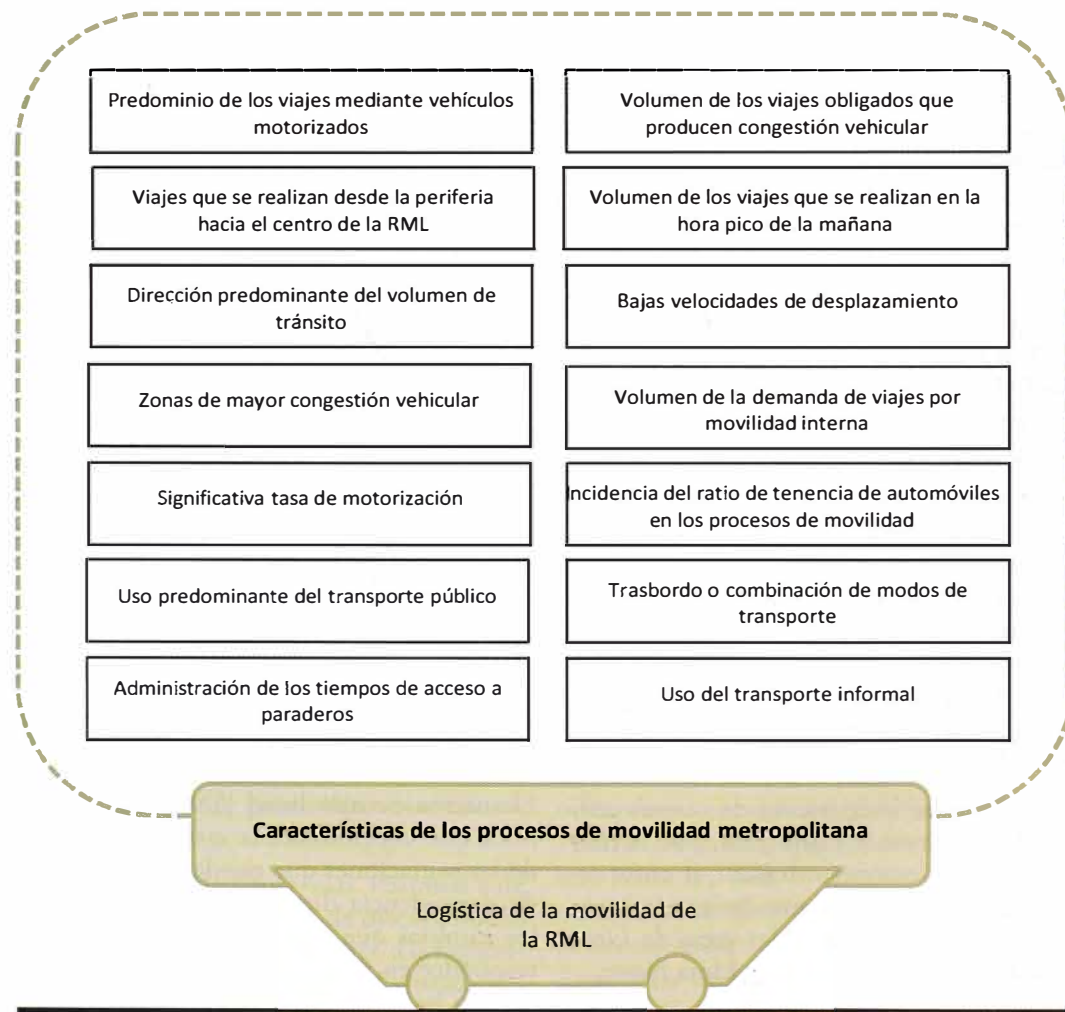 Predominio de los viajes mediante vehículos
motorizados
Volumen de los viajes obligados que
producen congestión vehicular
Viajes que se realizan desde la periferia
hacia el centro de la RML
Volumen de los viajes que se realizan en la
hora pico de la mañana
Dirección predominante del volumen de
tránsito
Bajas velocidades de desplazamiento
Zonas de mayor congestión vehicular
Volumen de la demanda de viajes por
movilidad interna
Significativa tasa de motorización
Incidencia del ratio de tenencia de automóviles
en los procesos de movilidad
Uso predominante del transporte público
Trasbordo o combinación de modos de
transporte
Administración de los tiempos de acceso a
paraderos
Uso del transporte informal
Características de los procesos de movilidad metropolitana
Logística de la movilidad de
la RML